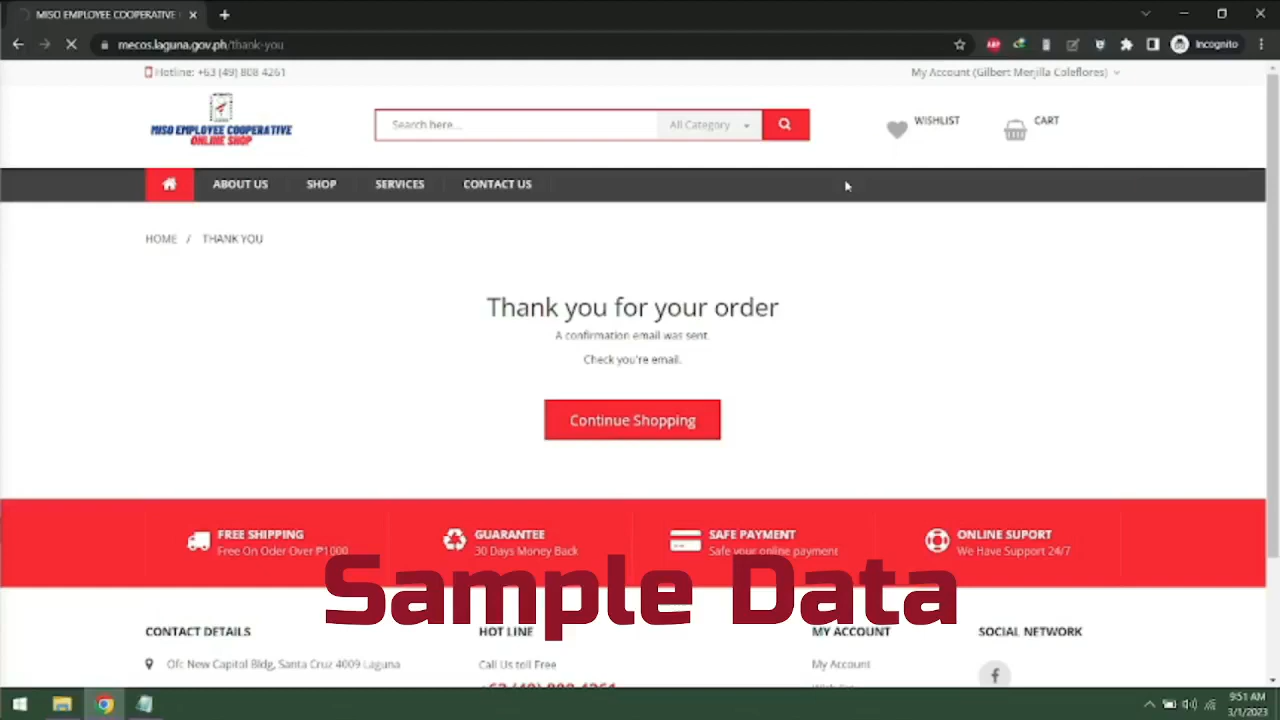 MISO EMPLOYEE COOPERATIVE
mecos.laguna.gov.ph/thank-you
Incognito
Hotline: +63 (49) 808 4261
My Account (Gilbert Merjilla Coleflores)
MISO EMPLOYEE COOPERATIVE
ONLINE SHOP
Search here...
All Category
WISHLIST
CART
ABOUT US
SHOP
SERVICES
CONTACT US
HOME / THANK YOU
Thank you for your order
A confirmation email was sent.
Check you're email.
Continue Shopping
FREE SHIPPING
Free On Oder Over ₱1000
GUARANTEE
30 Days Money Back
SAFE PAYMENT
Safe your online payment
ONLINE SUPORT
We Have Support 24/7
Sample Data
CONTACT DETAILS
HOT LINE
MY ACCOUNT
SOCIAL NETWORK
Ofc New Capitol Bldg, Santa Cruz 4009 Laguna
Call Us toll Free
My Account
+63 (49) 808 4261
9:51 AM
3/1/2023